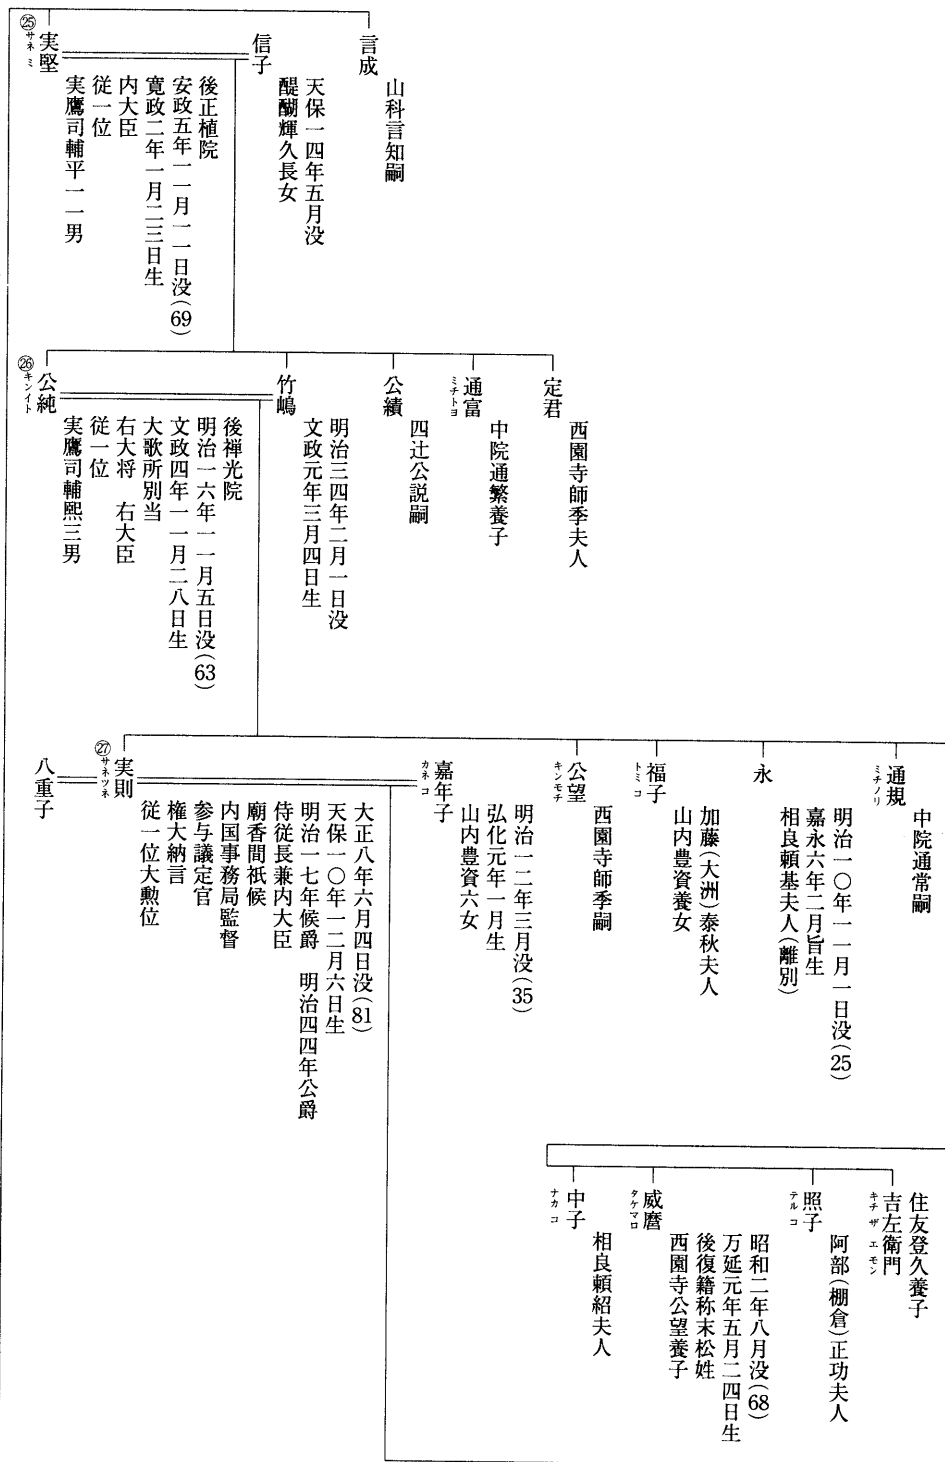 言成
山科言知嗣
信子
天保一四年五月没
醍醐輝久長女
㉕実堅
サネミ
後正植院
安政五年一一月一一日没(69)
寛政二年一月二三日生
内大臣
従一位
実鷹司輔平一一男
定君
西園寺師季夫人
通富
ミチトヨ
中院通繁養子
公績
四辻公説嗣
竹嶋
明治三四年二月一日没
文政元年三月四日生
㉖公純
キンイト
後禅光院
明治一六年一一月五日没(63)
文政四年一一月二八日生
大歌所別当
右大将 右大臣
従一位
実鷹司輔煕三男
通規
ミチノリ
中院通常嗣
永
明治一〇年一一月一日没(25)
嘉永六年二月旨生
相良頼基夫人(離別)
福子
トミコ
加藤(大洲)泰秋夫人
山内豊資養女
公望
キンモチ
西園寺師季嗣
嘉年子
カネコ
明治一二年三月没(35)
弘化元年一月生
山内豊資六女
㉗実則
サネツネ
大正八年六月四日没(81)
天保一〇年一二月六日生
明治一七年候爵 明治四四年公爵
侍従長兼内大臣
廟香間祇候
内国事務局監督
参与議定官
権大納言
従一位大勲位
八重子
住友登久養子
吉左衛門
キチザエモン
照子
テルコ
阿部(棚倉)正功夫人
威麿
タケマロ
昭和二年八月没(68)
万延元年五月二四日生
後復籍称末松姓
西園寺公望養子
中子
ナカコ
相良頼紹夫人